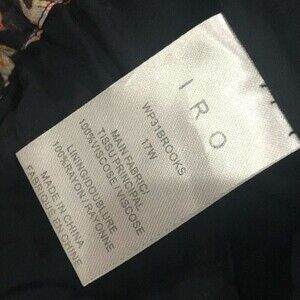 IRO
WP31BROOKS
17W
MAIN FABRIC/
TISSU PRINCIPAL
100%VISCOSE/VISCOSE
LINING/DOUBLURE
100%RAYON/RAYONNE
MADE IN CHINA
FABRIQUE EN CHINE